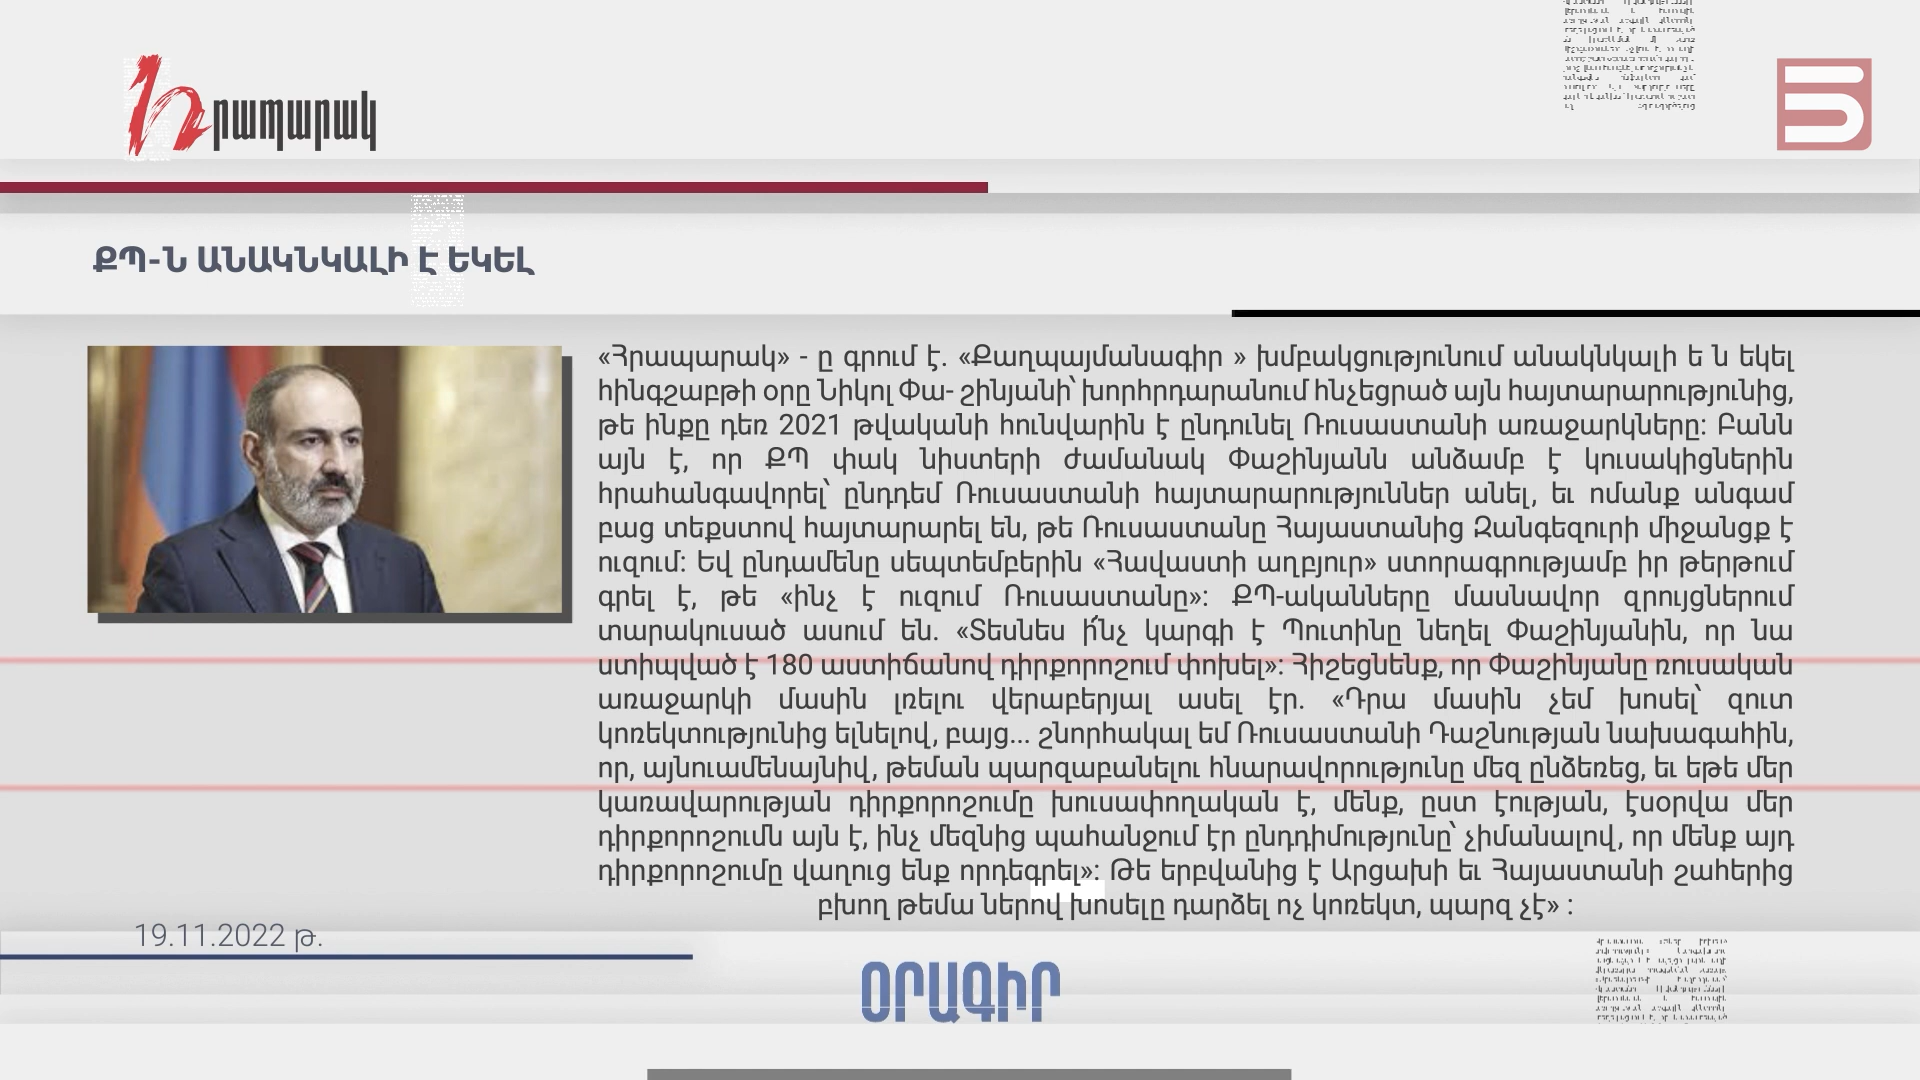 Հրապարակ
ՔՊ-Ն ԱՆԱԿՆԿԱԼԻ Է ԵԿԵԼ
«Հրապարակ» - ը գրում է. «Քաղպայմանագիր » խմբակցությունում անակնկալի ե ն եկել
հինգշաբթի օրը Նիկոլ Փա- շինյանի՝ խորհրդարանում հնչեցրած այն հայտարարությունից,
թե ինքը դեռ 2021 թվականի հունվարին է ընդունել Ռուսաստանի առաջարկները: Բանն
այն է, որ ՔՊ փակ նիստերի ժամանակ Փաշինյանն անձամբ է կուսակիցներին
հրահանգավորել՝ ընդդեմ Ռուսաստանի հայտարարություններ անել, եւ ոմանք անգամ
բաց տեքստով հայտարարել են, թե Ռուսաստանը Հայաստանից Զանգեզուրի միջանցք է
ուզում: Եվ ընդամենը սեպտեմբերին «Հավաստի աղբյուր» ստորագրությամբ իր թերթում
գրել է, թե «ինչ է ուզում Ռուսաստանը»: ՔՊ-ականները մասնավոր զրույցներում
տարակուսած ասում են. «Տեսնես ի՞նչ կարգի է Պուտինը նեղել Փաշինյանին, որ նա
ստիպված է 180 աստիճանով դիրքորոշում փոխել»: Հիշեցնենք, որ Փաշինյանը ռուսական
առաջարկի մասին լռելու վերաբերյալ ասել էր. «Դրա մասին չեմ խոսել՝ զուտ
կոռեկտությունից ելնելով, բայց... շնորհակալ եմ Ռուսաստանի Դաշնության նախագահին,
որ, այնուամենայնիվ, թեման պարզաբանելու հնարավորությունը մեզ ընձեռեց, եւ եթե մեր
կառավարության դիրքորոշումը խուսափողական է, մենք, ըստ էության, էսօրվա մեր
դիրքորոշումն այն է, ինչ մեզնից պահանջում էր ընդդիմությունը՝ չիմանալով, որ մենք այդ
դիրքորոշումը վաղուց ենք որդեգրել»: Թե երբվանից է Արցախի եւ Հայաստանի շահերից
բխող թեմա ներով խոսելը դարձել ոչ կոռեկտ, պարզ չէ» :
19.11.2022 թ.
ՕՐԱԳԻՐ